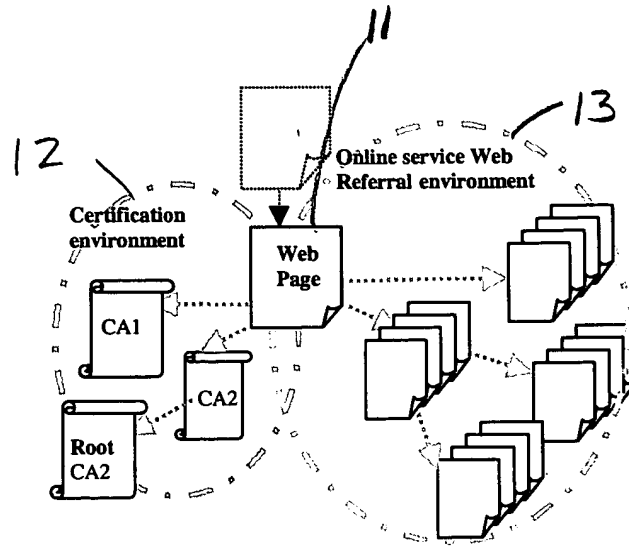 11
13
12
Online service Web
Referral environment
Certification
environment
Web
Page
CA1
CA2
Root
CA2